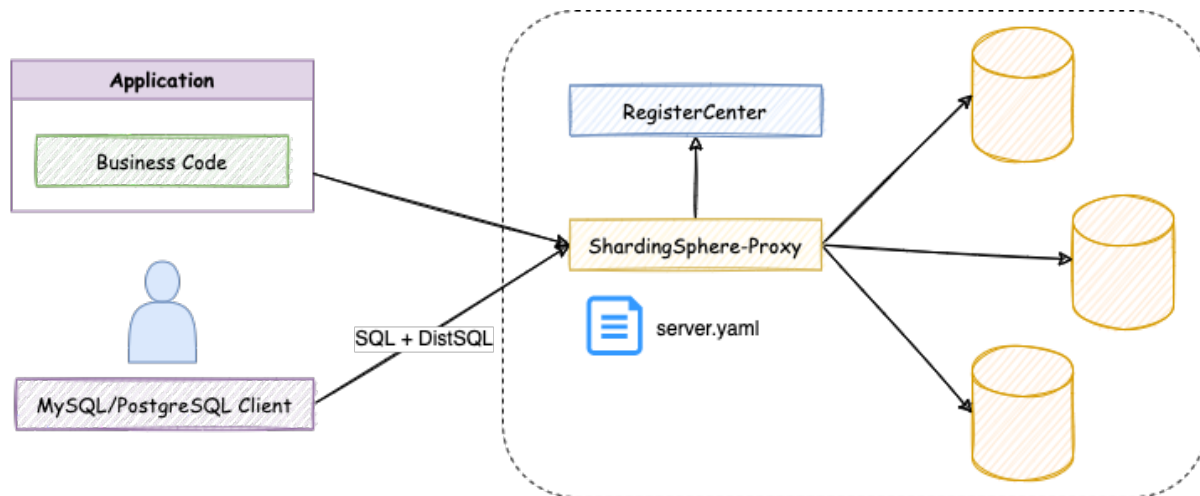 Application
Business Code
RegisterCenter
ShardingSphere-Proxy
server.yaml
SQL + DistSQL
MySQL/PostgreSQL Client